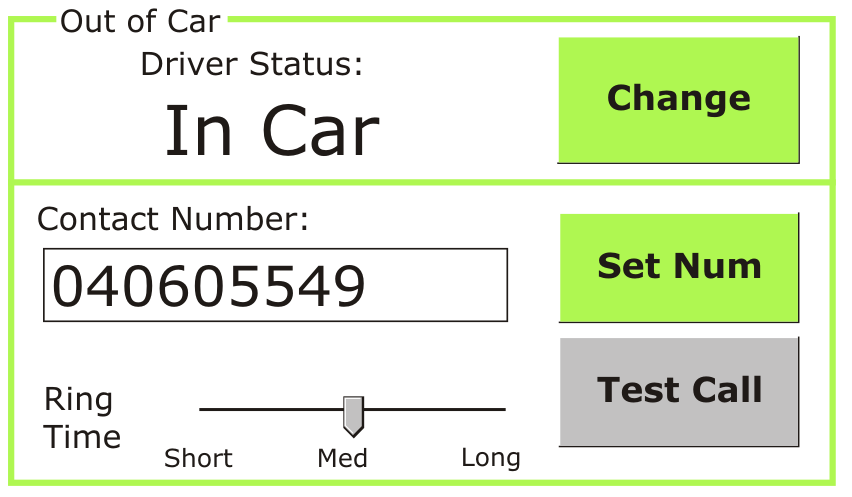 Out of Car
Driver Status:
In Car
Change
Contact Number:
040605549
Set Num
Test Call
Ring
Time
Short Med Long